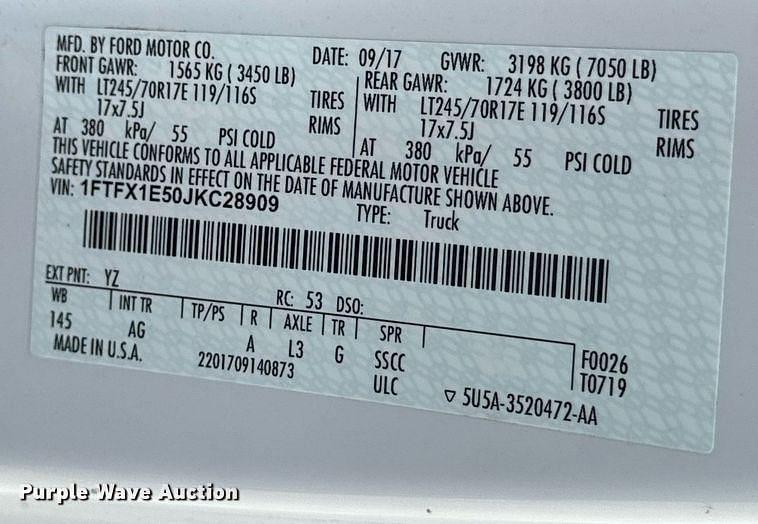 MFD. BY FORD MOTOR CO. DATE: 09/17 GVWR: 3198 KG ( 7050 LB)
FRONT GAWR: 1565 KG ( 3450 LB) REAR GAWR: 1724 KG ( 3800 LB)
WITH LT245/70R17E 119/116S TIRES WITH LT245/70R17E 119/116S TIRES
17x7.5J RIMS 17x7.5J RIMS
AT 380 kPa/ 55 PSI COLD AT 380 kPa/ 55 PSI COLD
THIS VEHICLE CONFORMS TO ALL APPLICABLE FEDERAL MOTOR VEHICLE
SAFETY STANDARDS IN EFFECT ON THE DATE OF MANUFACTURE SHOWN ABOVE.
VIN: 1FTFX1E50JKC28909 TYPE: Truck
EXT PNT: YZ RC: 53 DSO:
WB INT TR TP/PS R AXLE TR SPR
145 AG A L3 G SSCC F0026
MADE IN U.S.A. 2201709140873 ULC T0719
▽ 5U5A-3520472-AA
Purple Wave Auction